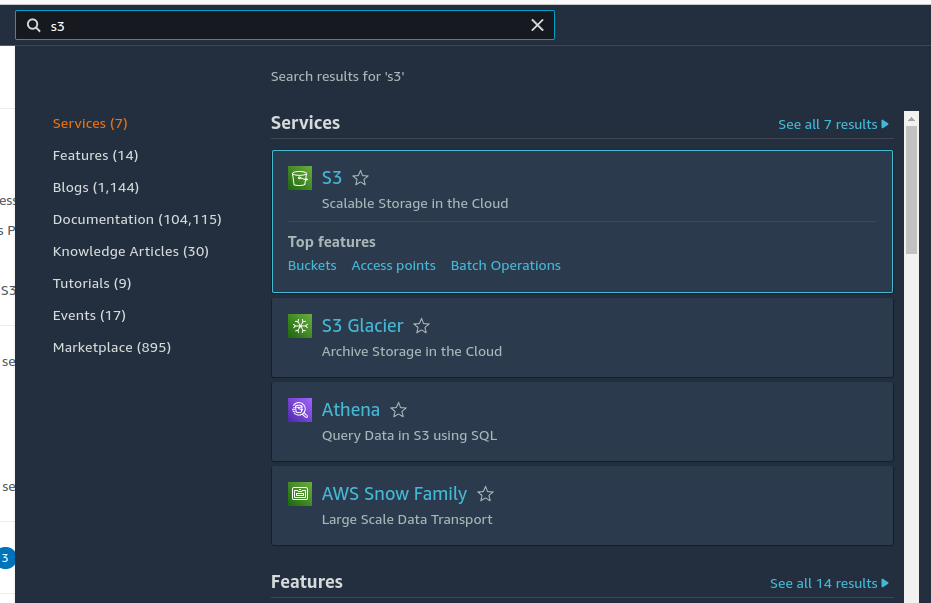 s3
Search results for 's3'
Services (7)
Features (14)
Blogs (1,144)
Documentation (104,115)
Knowledge Articles (30)
Tutorials (9)
Events (17)
Marketplace (895)
Services
See all 7 results
S3
Scalable Storage in the Cloud
Top features
Buckets Access points Batch Operations
S3 Glacier
Archive Storage in the Cloud
Athena
Query Data in S3 using SQL
AWS Snow Family
Large Scale Data Transport
Features
See all 14 results
ess
s P
S3
se
se
3